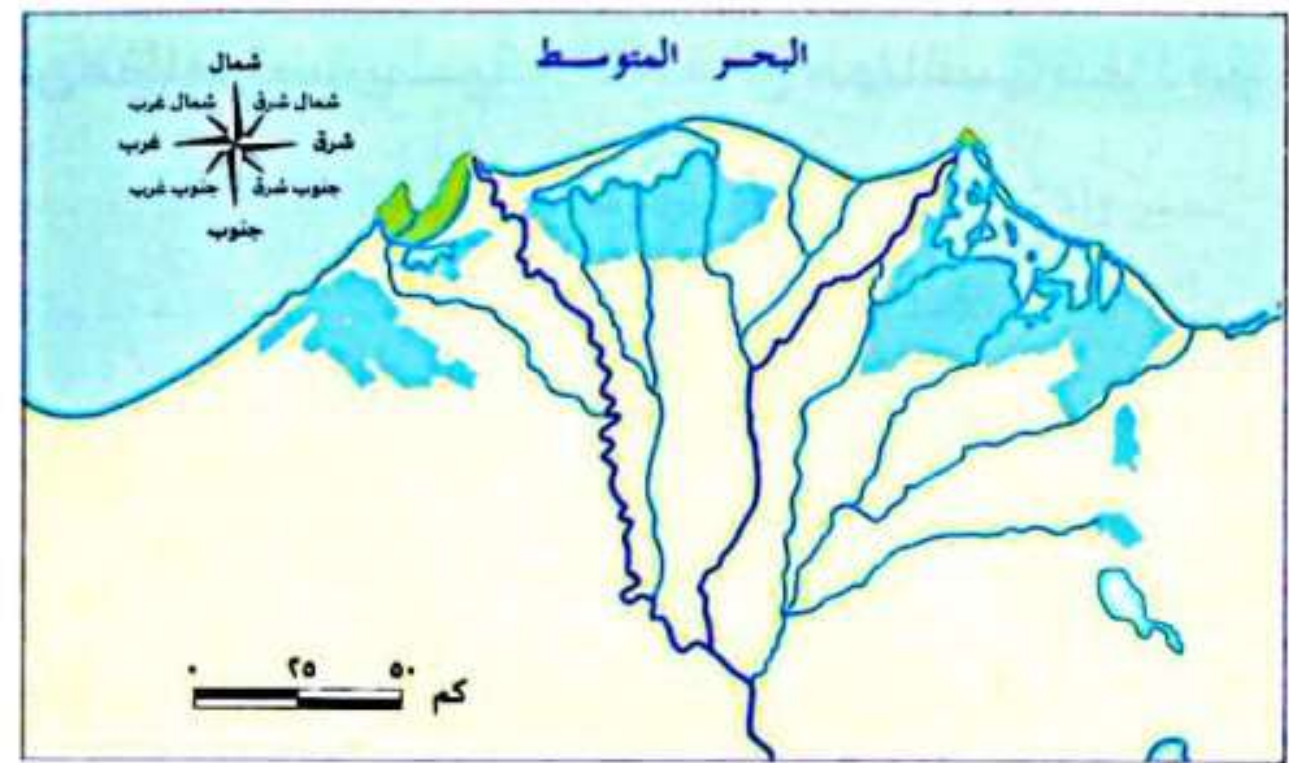 البحر المتوسط
شمال
شمال غرب شمال شرق
غرب شرق
جنوب غرب جنوب شرق
جنوب
٠ ٢٥ ٥٠
كم